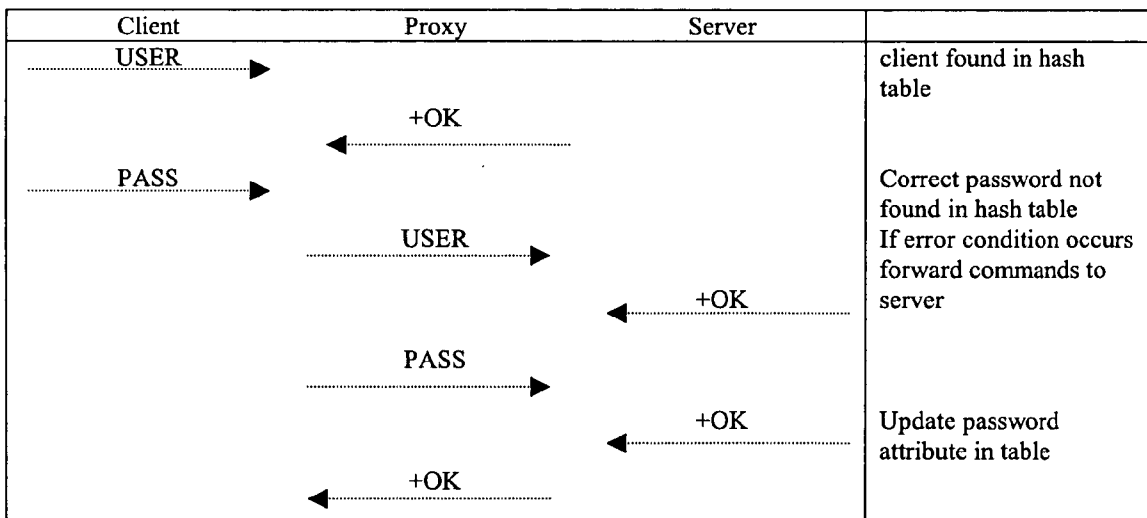 Client Proxy Server
USER
client found in hash
table
+OK
PASS
Correct password not
found in hash table
USER
If error condition occurs
forward commands to
server
+OK
PASS
+OK
Update password
attribute in table
+OK